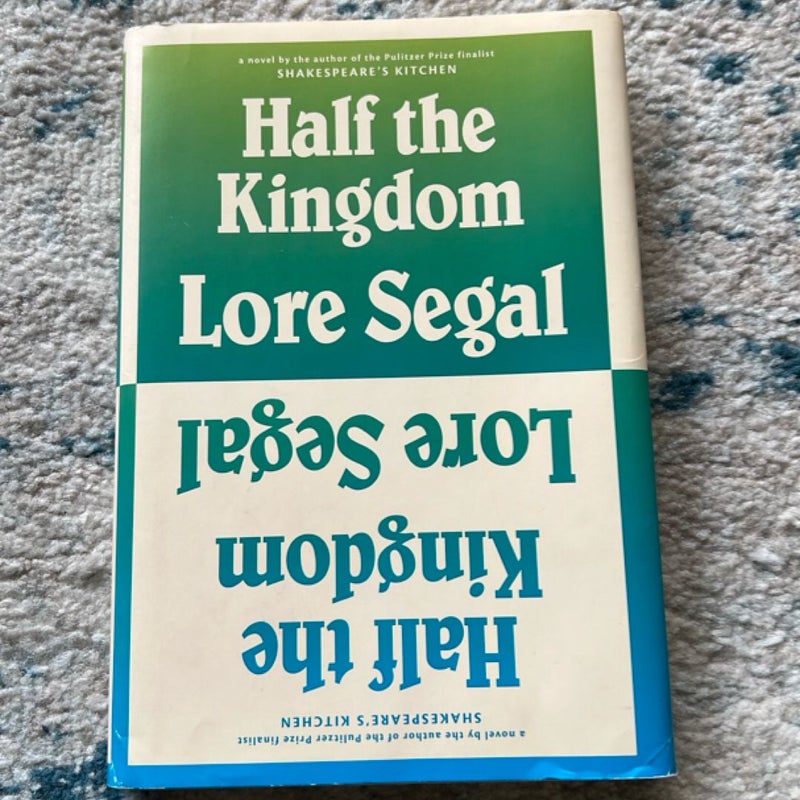 a novel by the author of the Pulitzer Prize finalist
SHAKESPEARE'S KITCHEN
Half the
Kingdom
Lore Segal
Lore Segal
Kingdom
Half the
SHAKESPEARE'S KITCHEN
a novel by the author of the Pulitzer Prize finalist